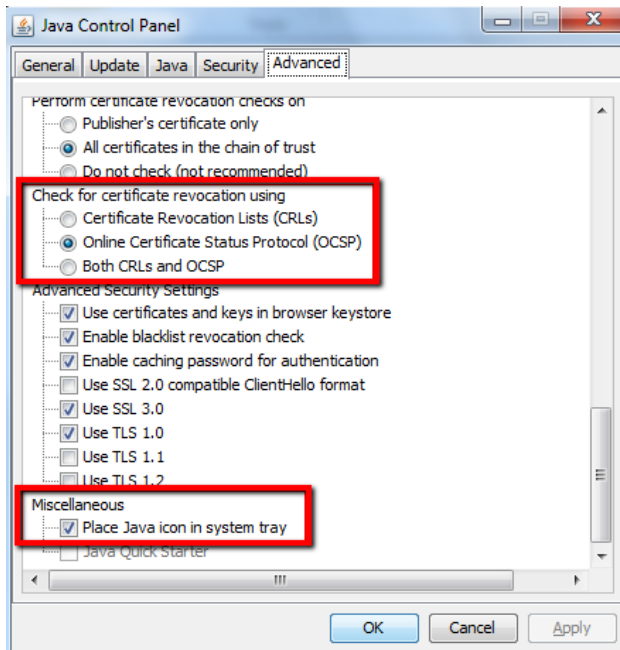 Java Control Panel
General Update Java Security Advanced
Perform certificate revocation checks on
Publisher's certificate only
All certificates in the chain of trust
Do not check (not recommended)
Check for certificate revocation using
Certificate Revocation Lists (CRLs)
Online Certificate Status Protocol (OCSP)
Both CRLs and OCSP
Advanced Security Settings
Use certificates and keys in browser keystore
Enable blacklist revocation check
Enable caching password for authentication
Use SSL 2.0 compatible ClientHello format
Use SSL 3.0
Use TLS 1.0
Use TLS 1.1
Use TLS 1.2
Miscellaneous
Place Java icon in system tray
Java Quick Starter
OK Cancel Apply